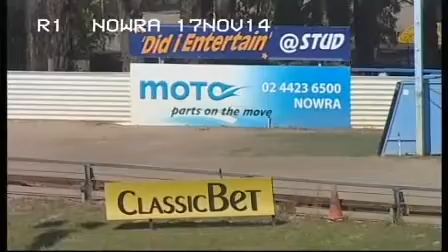 R1 NOWRA 17NOV14
'Did i Entertain' @STUD
MOTO 02 4423 6500
parts on the move NOWRA
CLASSICBET